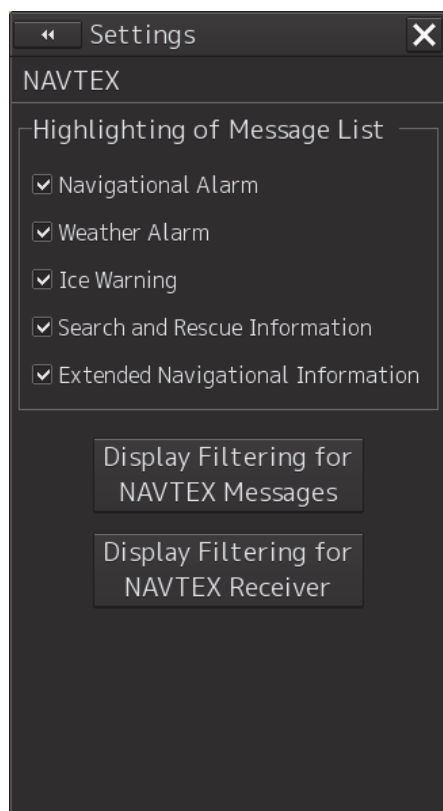 Settings
NAVTEX
Highlighting of Message List
Navigational Alarm
Weather Alarm
Ice Warning
Search and Rescue Information
Extended Navigational Information
Display Filtering for
NAVTEX Messages
Display Filtering for
NAVTEX Receiver